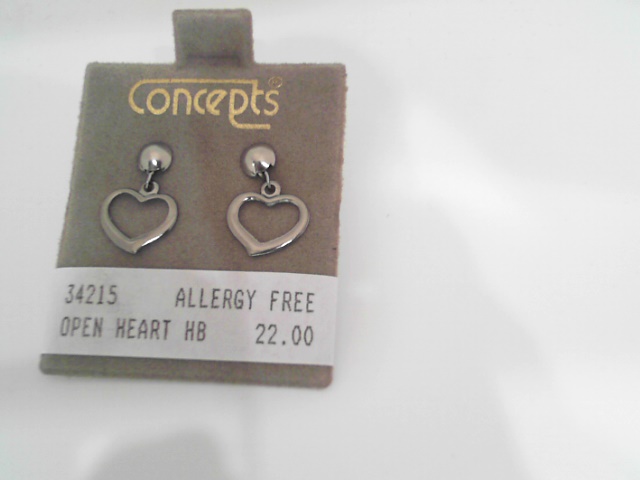 Concepts®
34215 ALLERGY FREE
OPEN HEART HB 22.00